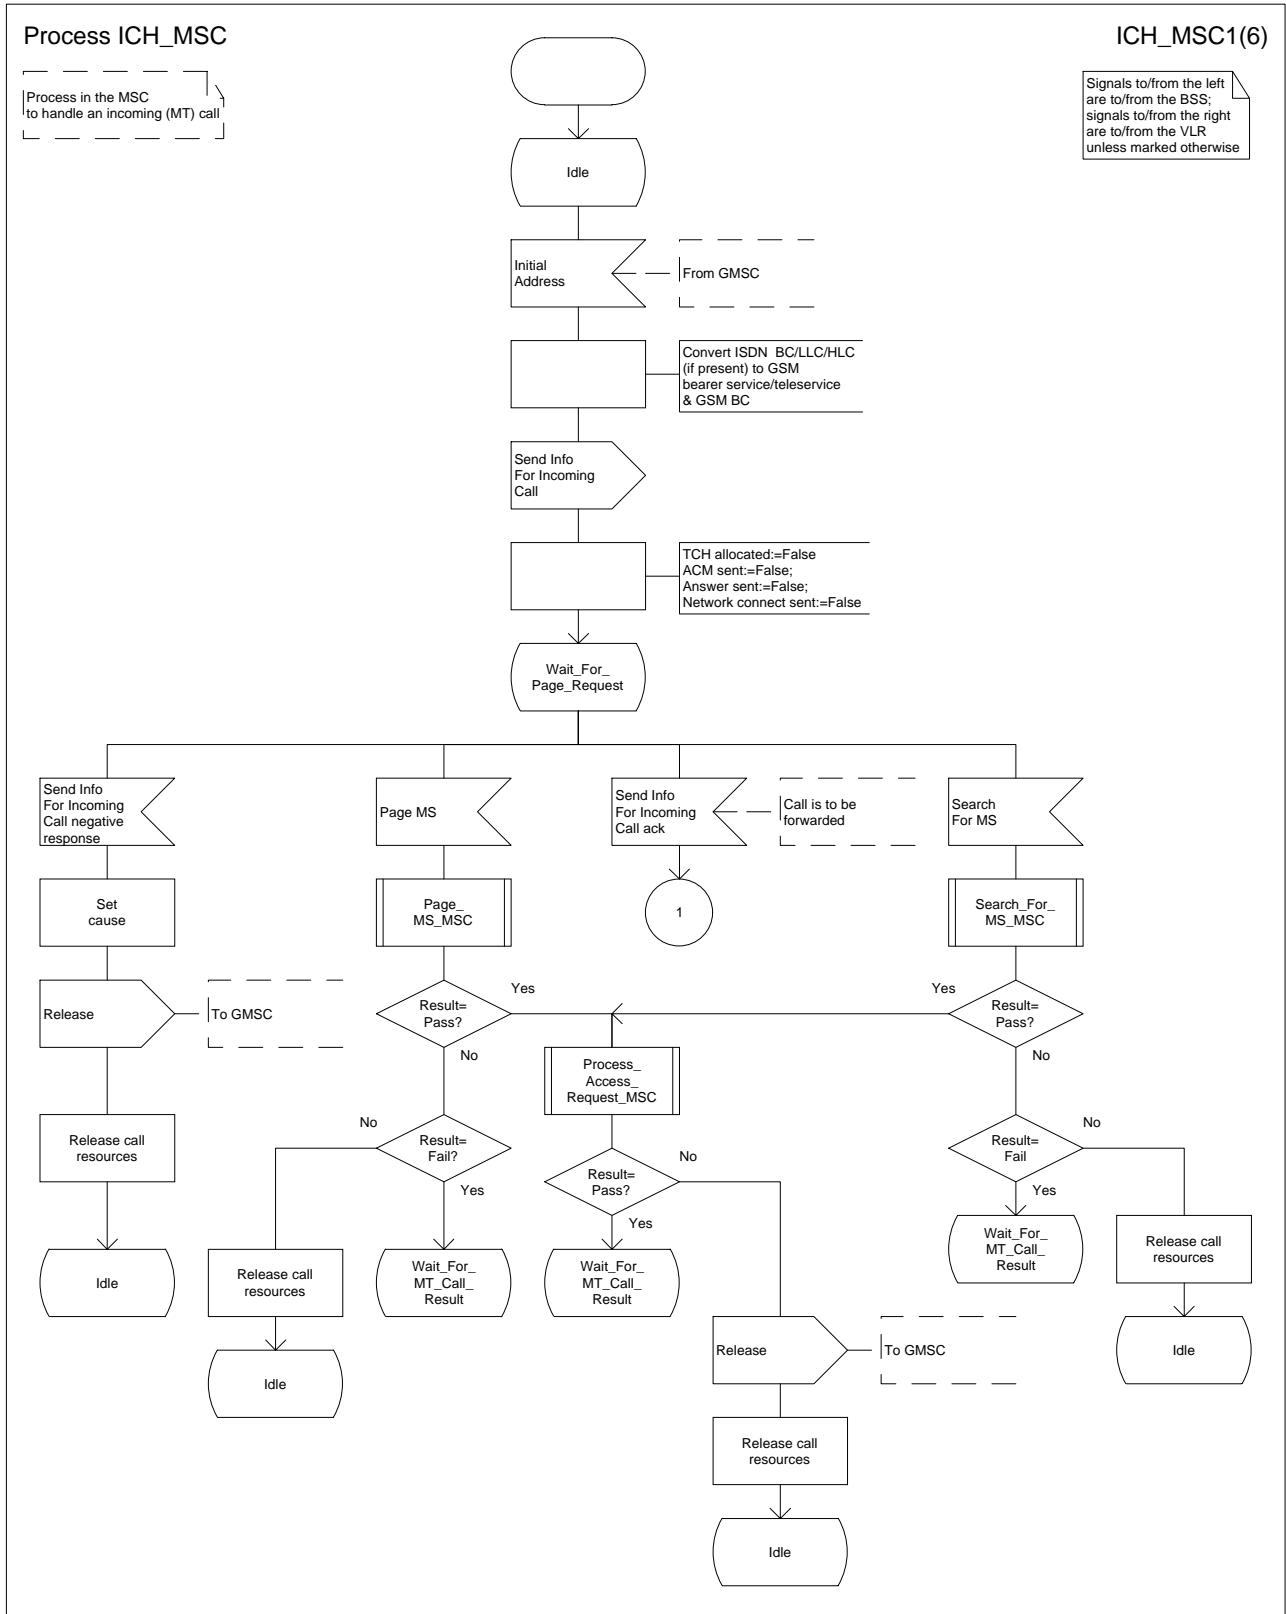 Process ICH_MSC
ICH_MSC1(6)
Process in the MSC
to handle an incoming (MT) call
Signals to/from the left
are to/from the BSS;
signals to/from the right
are to/from the VLR
unless marked otherwise
Idle
Initial
Address
From GMSC
Convert ISDN BC/LLC/HLC
(if present) to GSM
bearer service/teleservice
& GSM BC
Send Info
For Incoming
Call
TCH allocated:=False
ACM sent:=False;
Answer sent:=False;
Network connect sent:=False
Wait_For_
Page_Request
Send Info
For Incoming
Call negative
response
Page MS
Send Info
For Incoming
Call ack
Call is to be
forwarded
Search
For MS
Set
cause
Page_
MS_MSC
1
Search_For_
MS_MSC
Release
To GMSC
Result=
Pass?
Yes
No
Yes
Result=
Pass?
No
Process_
Access_
Request_MSC
Release call
resources
No
Result=
Fail?
Yes
Result=
Pass?
No
Yes
Result=
Fail
No
Yes
Idle
Release call
resources
Wait_For_
MT_Call_
Result
Wait_For_
MT_Call_
Result
Wait_For_
MT_Call_
Result
Release call
resources
Idle
Release
To GMSC
Idle
Release call
resources
Idle